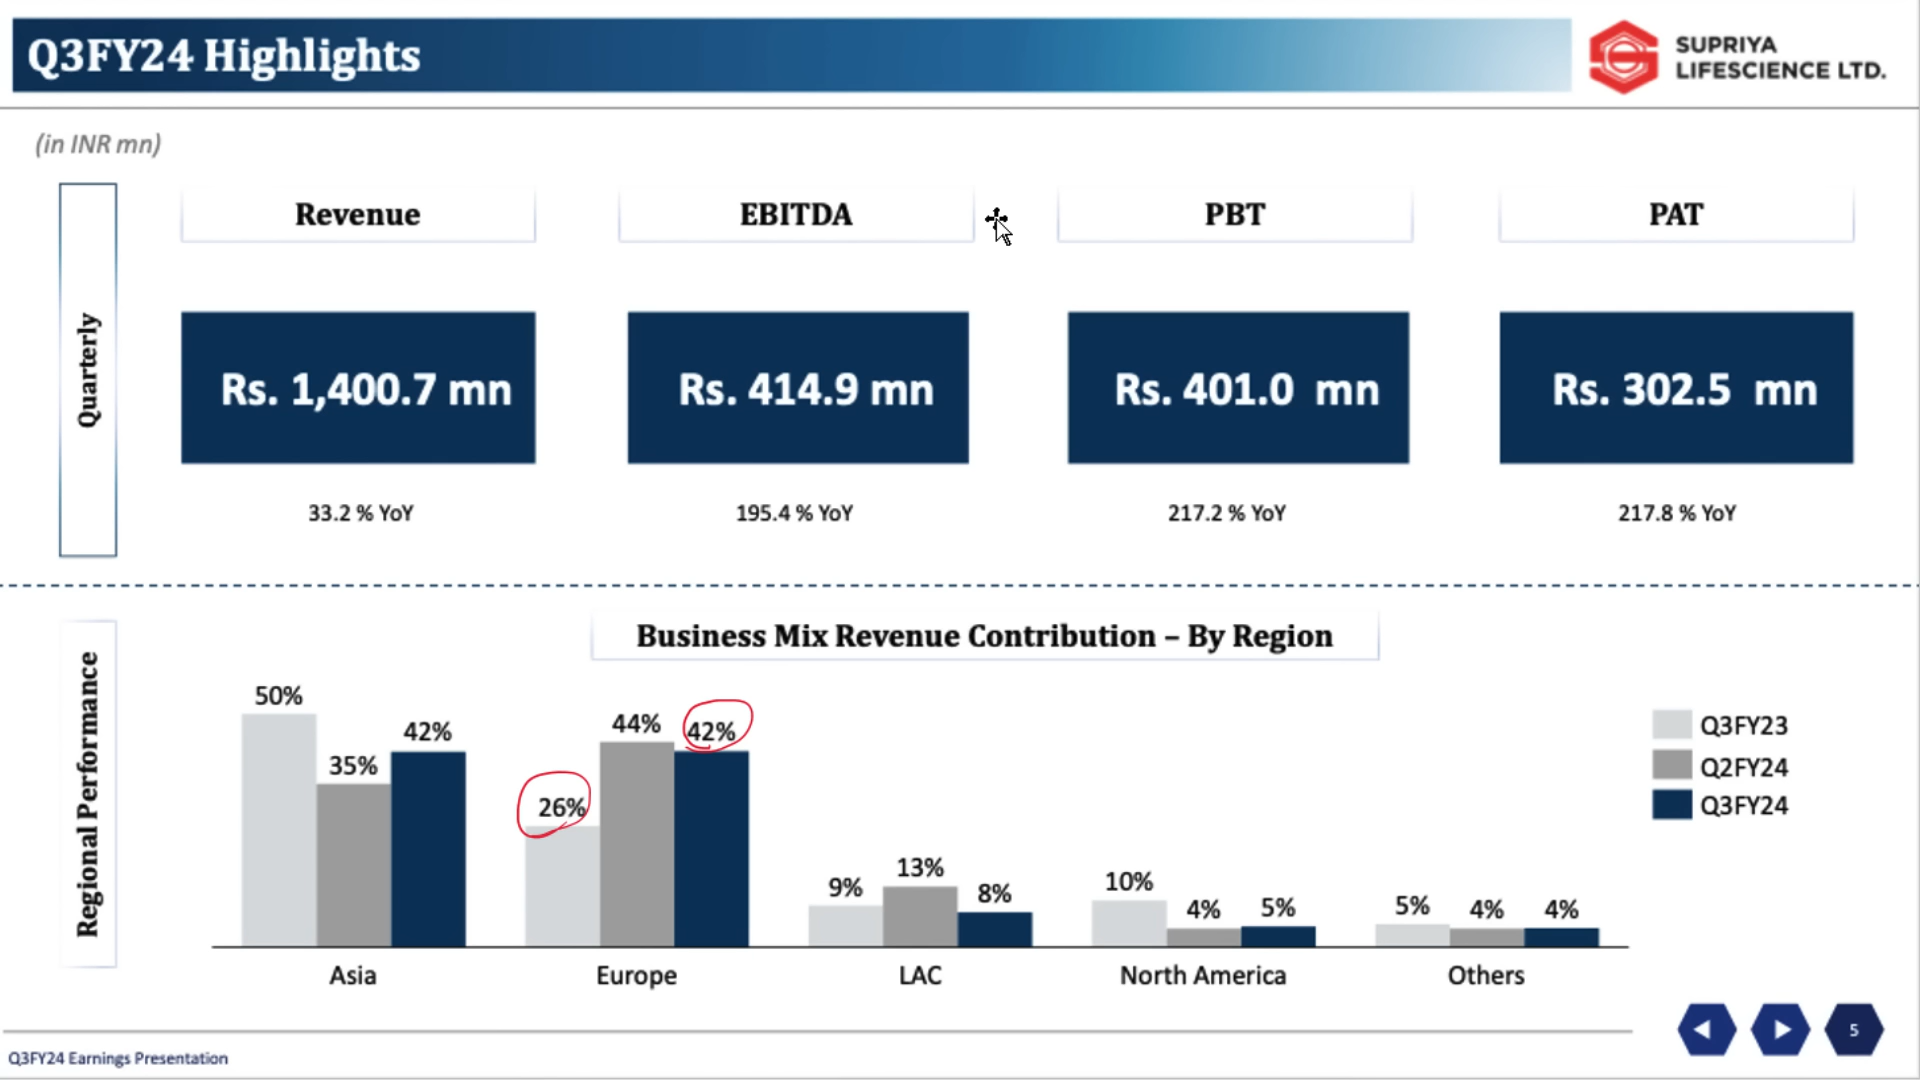 Q3FY24 Highlights
SUPRIYA
LIFESCIENCE LTD.
(in INR mn)
Quarterly
Revenue
EBITDA
PBT
PAT
Rs. 1,400.7 mn
Rs. 414.9 mn
Rs. 401.0 mn
Rs. 302.5 mn
33.2 % YoY
195.4 % YoY
217.2 % YoY
217.8 % YoY
Regional Performance
Business Mix Revenue Contribution – By Region
50%
35%
42%
26%
44%
42%
9%
13%
8%
10%
4%
5%
5%
4%
4%
Asia
Europe
LAC
North America
Others
Q3FY23
Q2FY24
Q3FY24
5
Q3FY24 Earnings Presentation